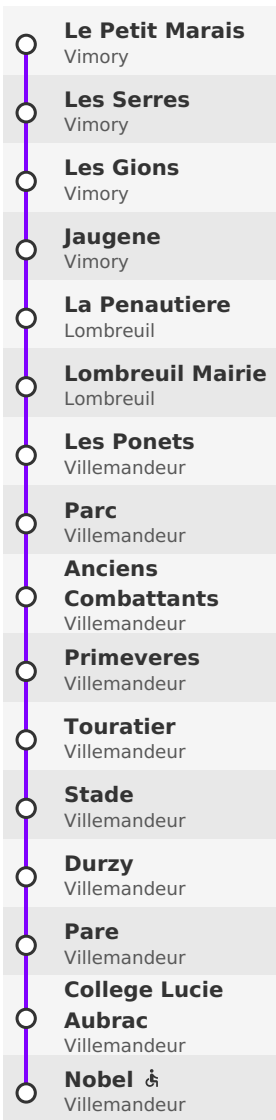 Le Petit Marais
Vimory
Les Serres
Vimory
Les Gions
Vimory
Jaugene
Vimory
La Penautiere
Lombreuil
Lombreuil Mairie
Lombreuil
Les Ponets
Villemandeur
Parc
Villemandeur
Anciens
Combattants
Villemandeur
Primeveres
Villemandeur
Touratier
Villemandeur
Stade
Villemandeur
Durzy
Villemandeur
Pare
Villemandeur
College Lucie
Aubrac
Villemandeur
Nobel
Villemandeur